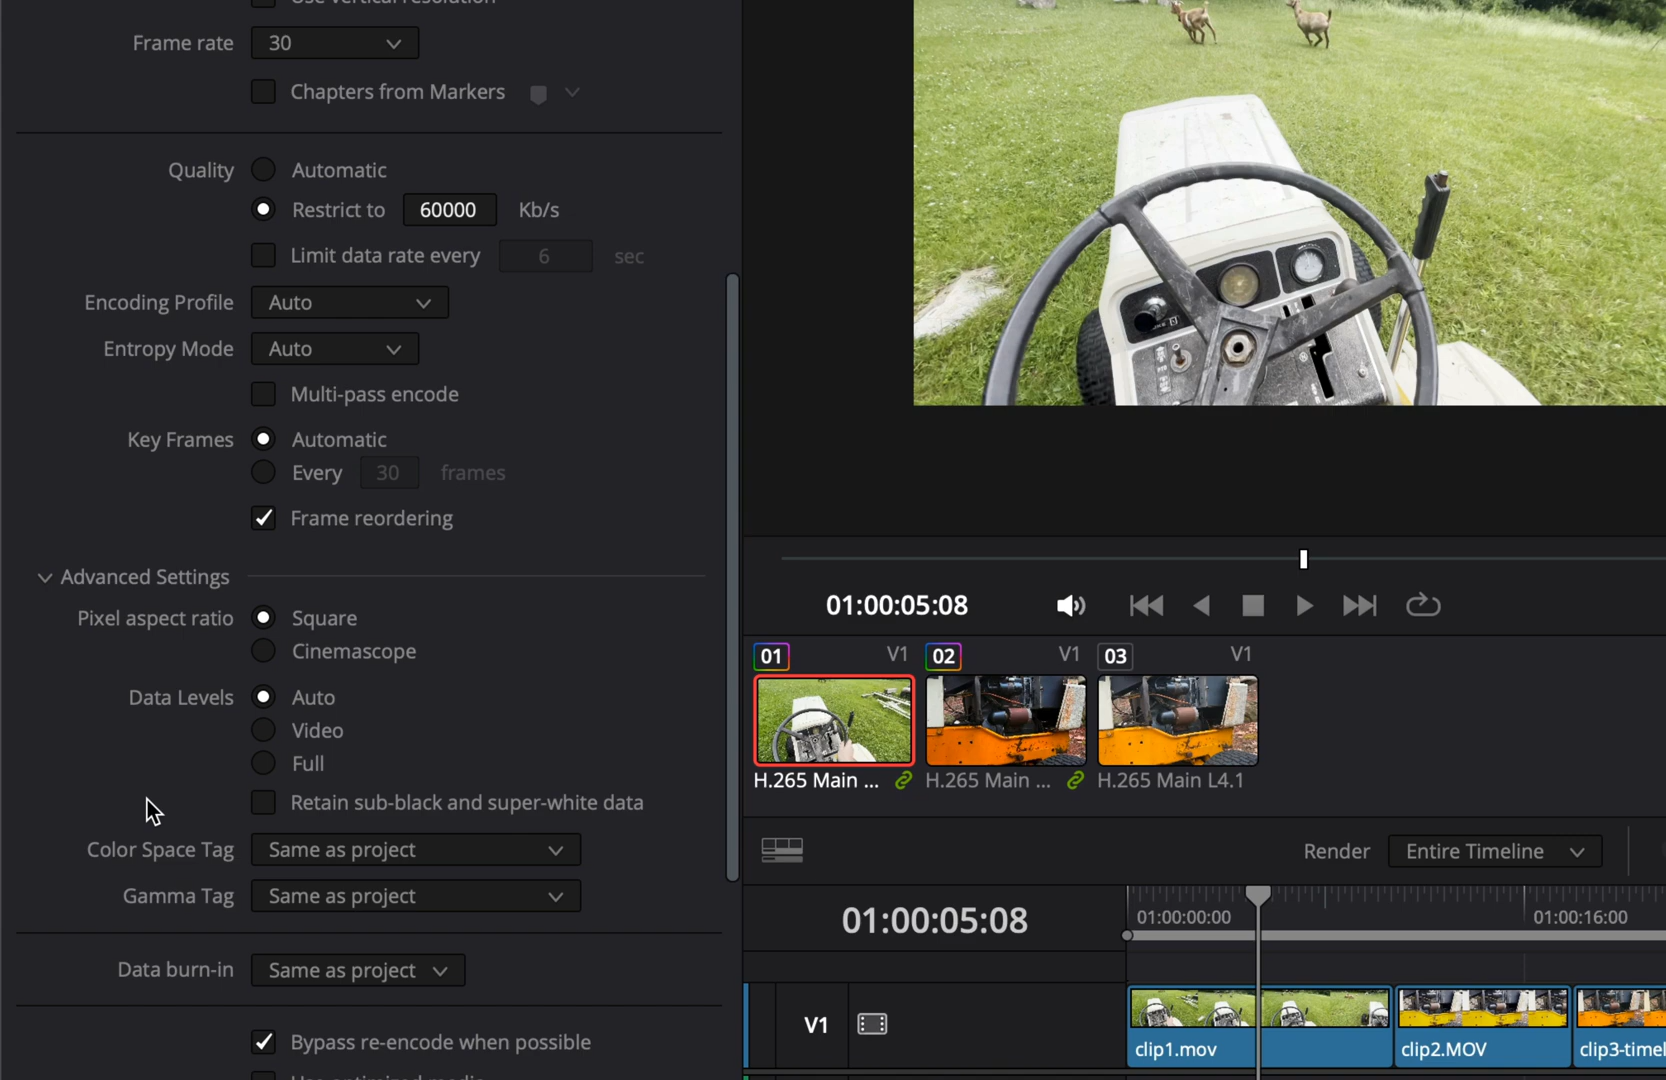 Use vertical resolution
Frame rate 30
Chapters from Markers
Quality Automatic
Restrict to 60000 Kb/s
Limit data rate every 6 sec
Encoding Profile Auto
Entropy Mode Auto
Multi-pass encode
Key Frames Automatic
Every 30 frames
Frame reordering
Advanced Settings
Pixel aspect ratio Square
Cinemascope
Data Levels Auto
Video
Full
Retain sub-black and super-white data
Color Space Tag Same as project
Gamma Tag Same as project
Data burn-in Same as project
Bypass re-encode when possible
Use optimized media
01:00:05:08
01 V1 02 V1 03 V1
H.265 Main ... H.265 Main ... H.265 Main L4.1
Render Entire Timeline
01:00:05:08 01:00:00:00 01:00:16:00
V1
clip1.mov clip2.MOV clip3-timel